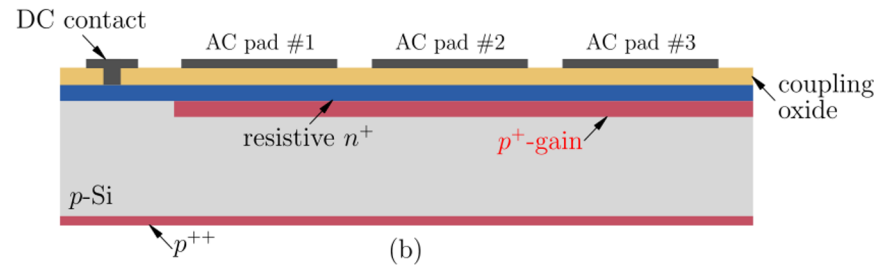 DC contact
AC pad #1
AC pad #2
AC pad #3
coupling
oxide
resistive n⁺
p⁺-gain
p-Si
p⁺⁺
(b)